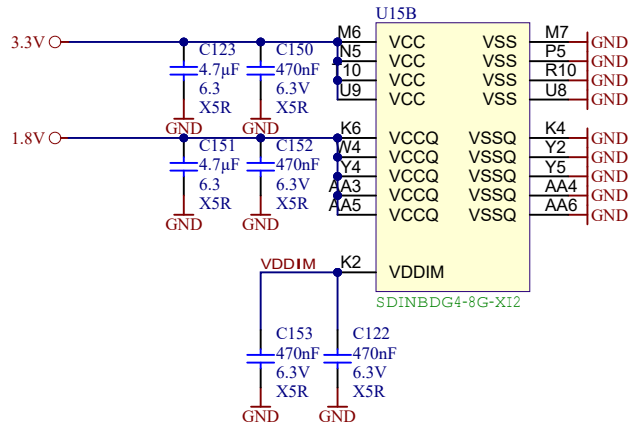 U15B
3.3V
M6 VCC VSS M7 GND
N5 VCC VSS P5 GND
T10 VCC VSS R10 GND
U9 VCC VSS U8 GND
C123
4.7µF
6.3
X5R
GND
C150
470nF
6.3V
X5R
GND
1.8V
K6 VCCQ VSSQ K4 GND
W4 VCCQ VSSQ Y2 GND
Y4 VCCQ VSSQ Y5 GND
AA3 VCCQ VSSQ AA4 GND
AA5 VCCQ VSSQ AA6 GND
C151
4.7µF
6.3
X5R
GND
C152
470nF
6.3V
X5R
GND
VDDIM K2 VDDIM
SDINBDG4-8G-XI2
C153
470nF
6.3V
X5R
GND
C122
470nF
6.3V
X5R
GND